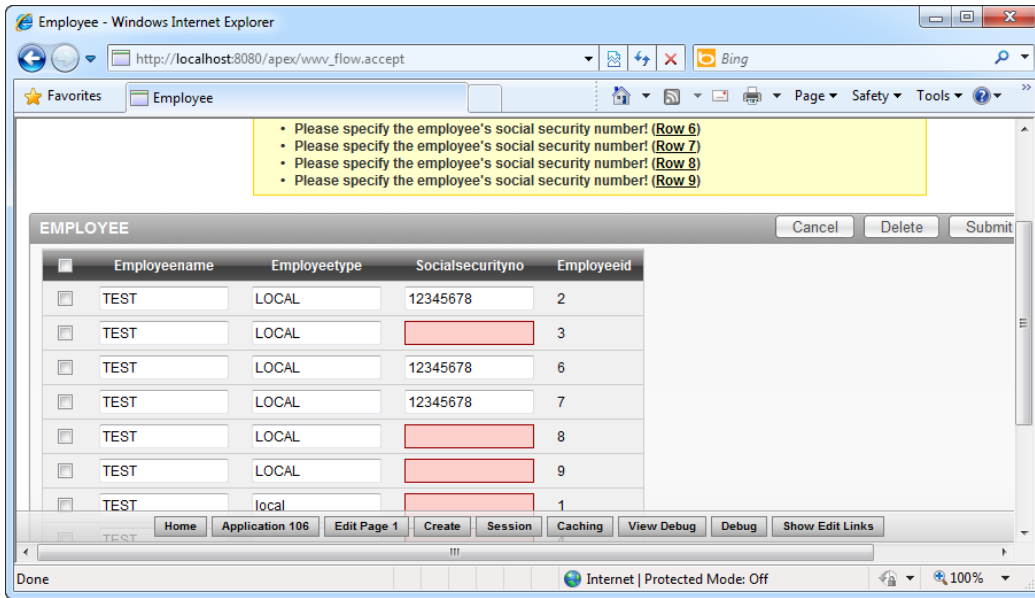 Employee - Windows Internet Explorer
http://localhost:8080/apex/wwv_flow.accept
Bing
Favorites Employee Page Safety Tools
• Please specify the employee's social security number! (Row 6)
• Please specify the employee's social security number! (Row 7)
• Please specify the employee's social security number! (Row 8)
• Please specify the employee's social security number! (Row 9)
EMPLOYEE Cancel Delete Submit
Employeename Employeetype Socialsecurityno Employeeid
TEST LOCAL 12345678 2
TEST LOCAL 3
TEST LOCAL 12345678 6
TEST LOCAL 12345678 7
TEST LOCAL 8
TEST LOCAL 9
TEST local 1
Home Application 106 Edit Page 1 Create Session Caching View Debug Debug Show Edit Links
TEST
Done Internet | Protected Mode: Off 100%